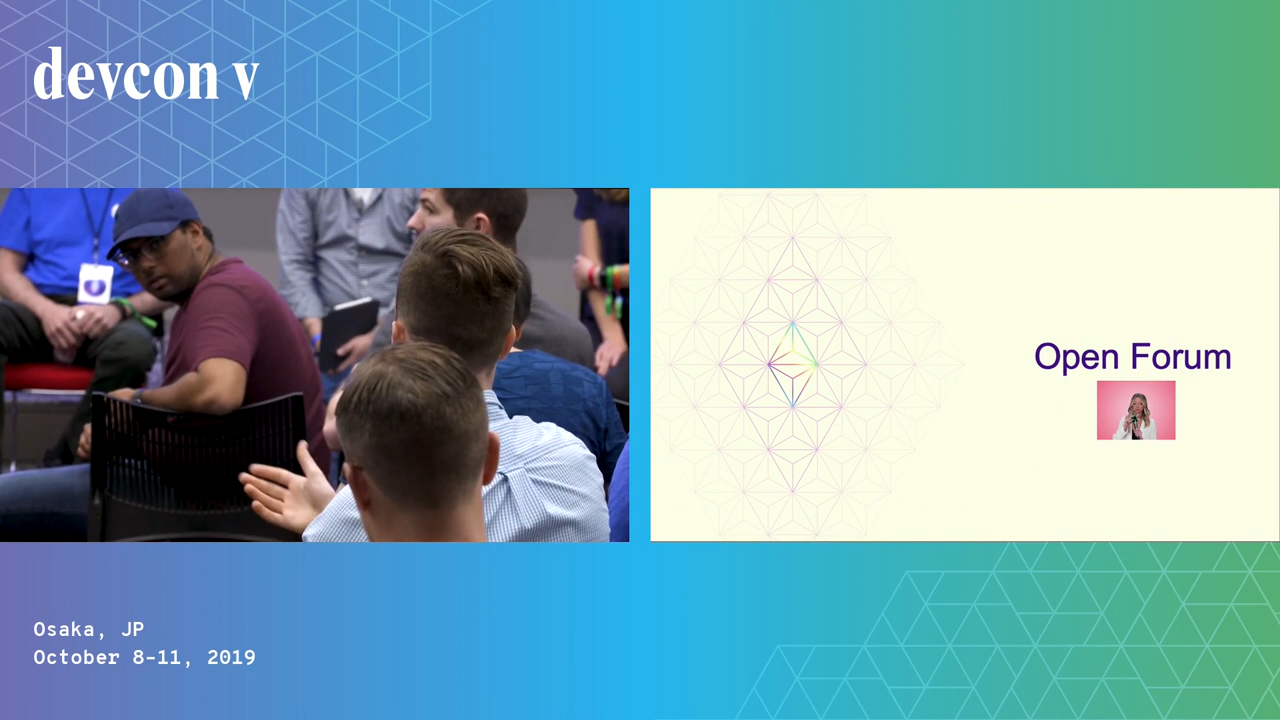 devcon v
Open Forum
Osaka, JP
October 8-11, 2019